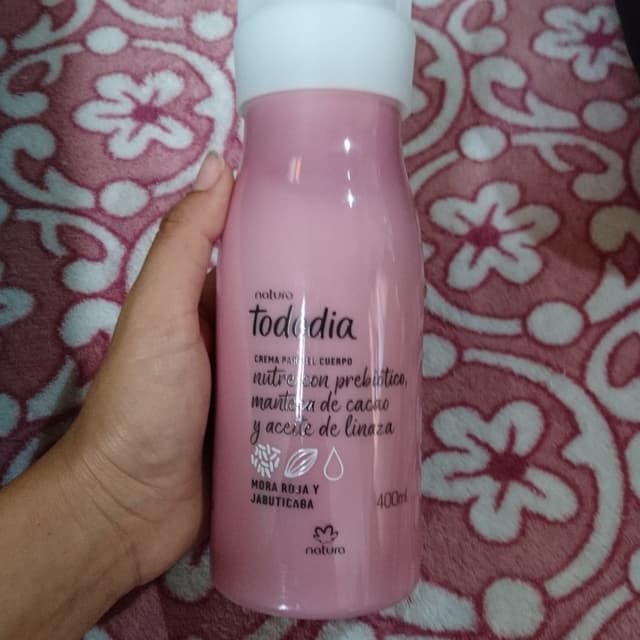 natura
tododia
CREMA PARA EL CUERPO
nutre con prebiótico,
manteca de cacao
y aceite de linaza
MORA ROJA Y
JABUTICABA
400ml
natura